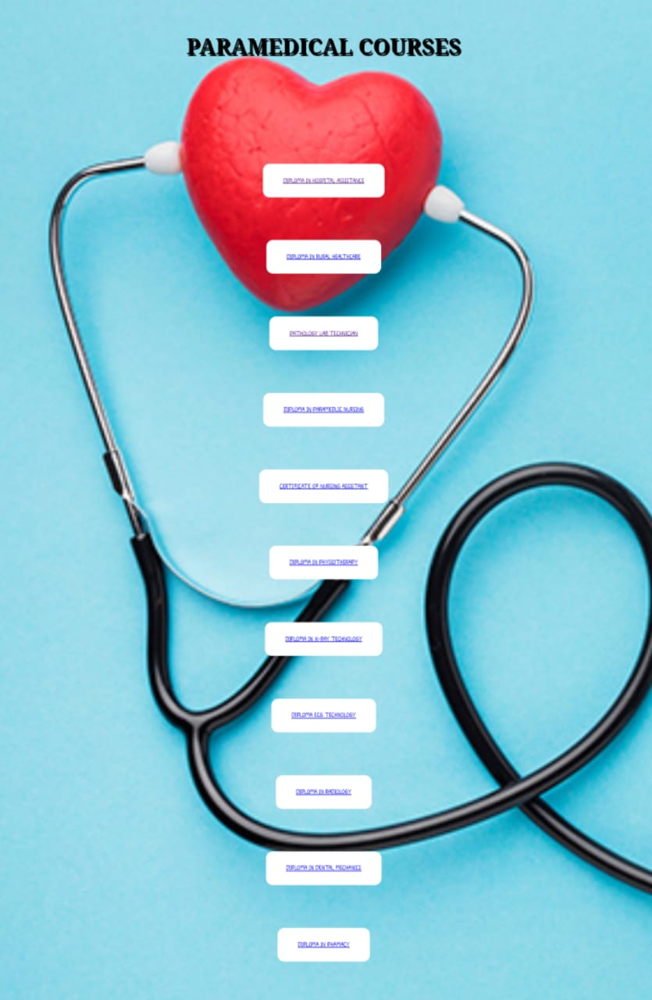 PARAMEDICAL COURSES
DIPLOMA IN HOSPITAL ASSISTANCE
DIPLOMA IN RURAL HEALTHCARE
PATHOLOGY LAB TECHNICIAN
DIPLOMA IN PARAMEDLIC NURSING
CERTIFICATE OF NURSING ASSISTANT
DIPLOMA IN PHYSIOTHERAPY
DIPLOMA IN X-RAY TECHNOLOGY
DIPLOMA ECG TECHNOLOGY
DIPLOMA IN RADIOLOGY
DIPLOMA IN DENTAL MECHANICS
DIPLOMA IN PHAMACY